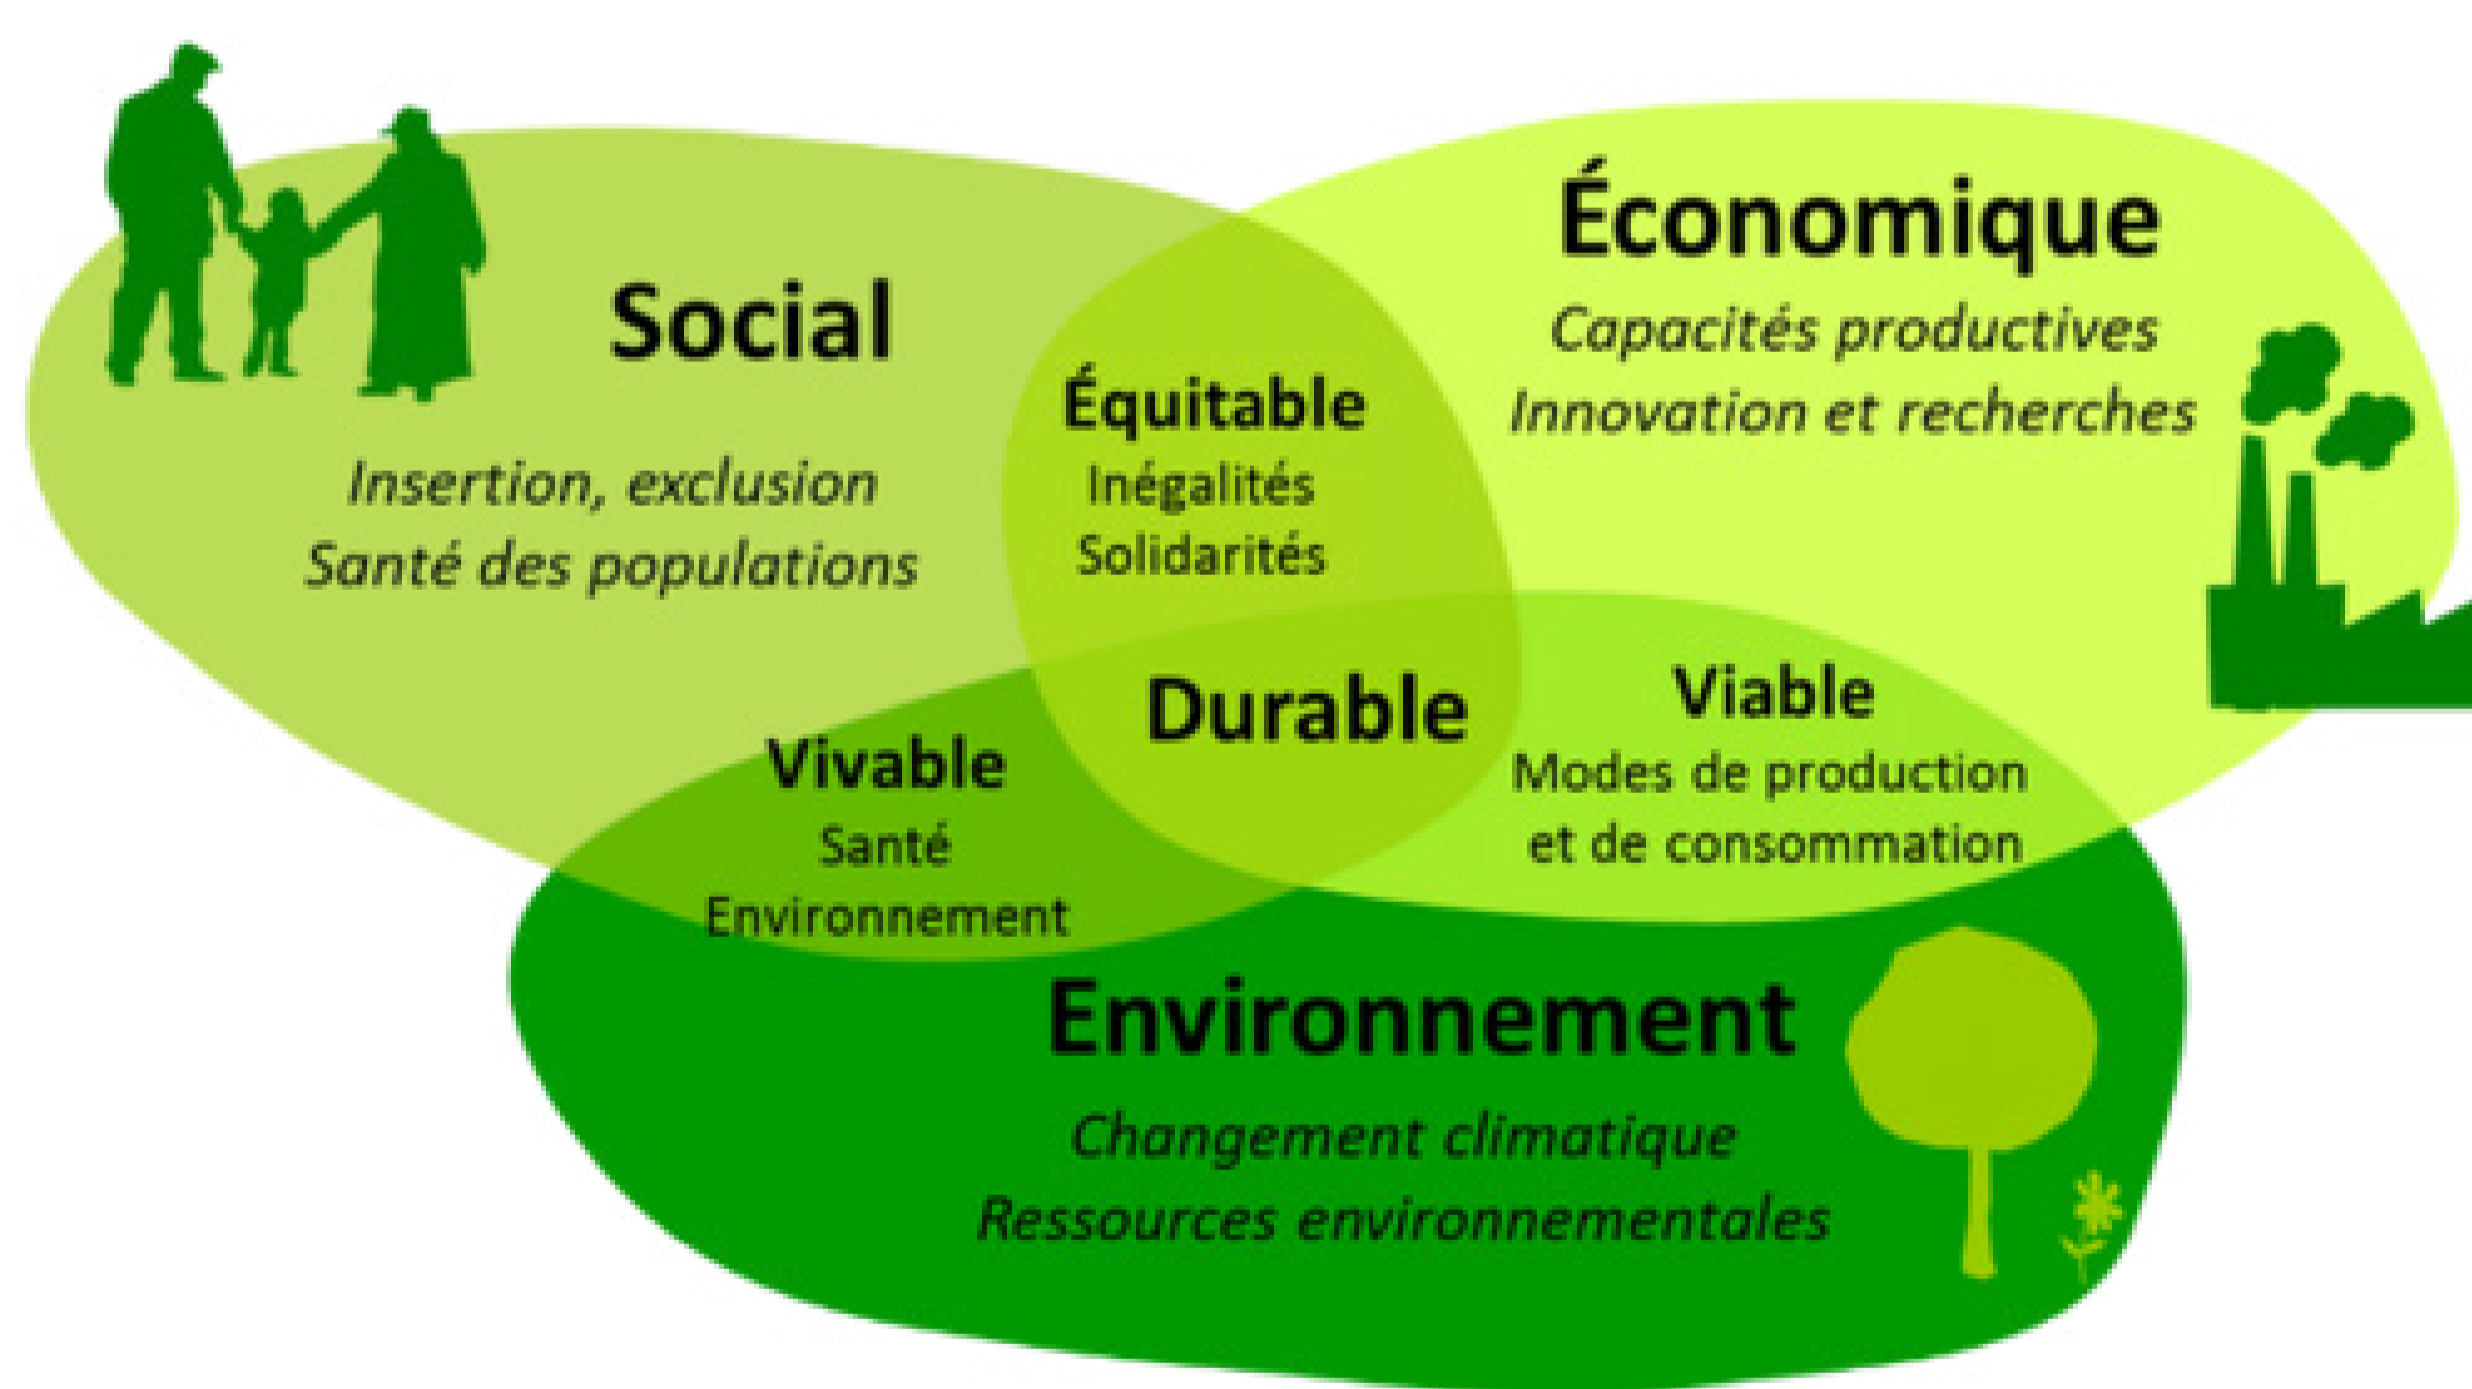 Social
Insertion, exclusion
Santé des populations
Économique
Capacités productives
Innovation et recherches
Équitable
Inégalités
Solidarités
Durable
Vivable
Santé
Environnement
Viable
Modes de production
et de consommation
Environnement
Changement climatique
Ressources environnementales